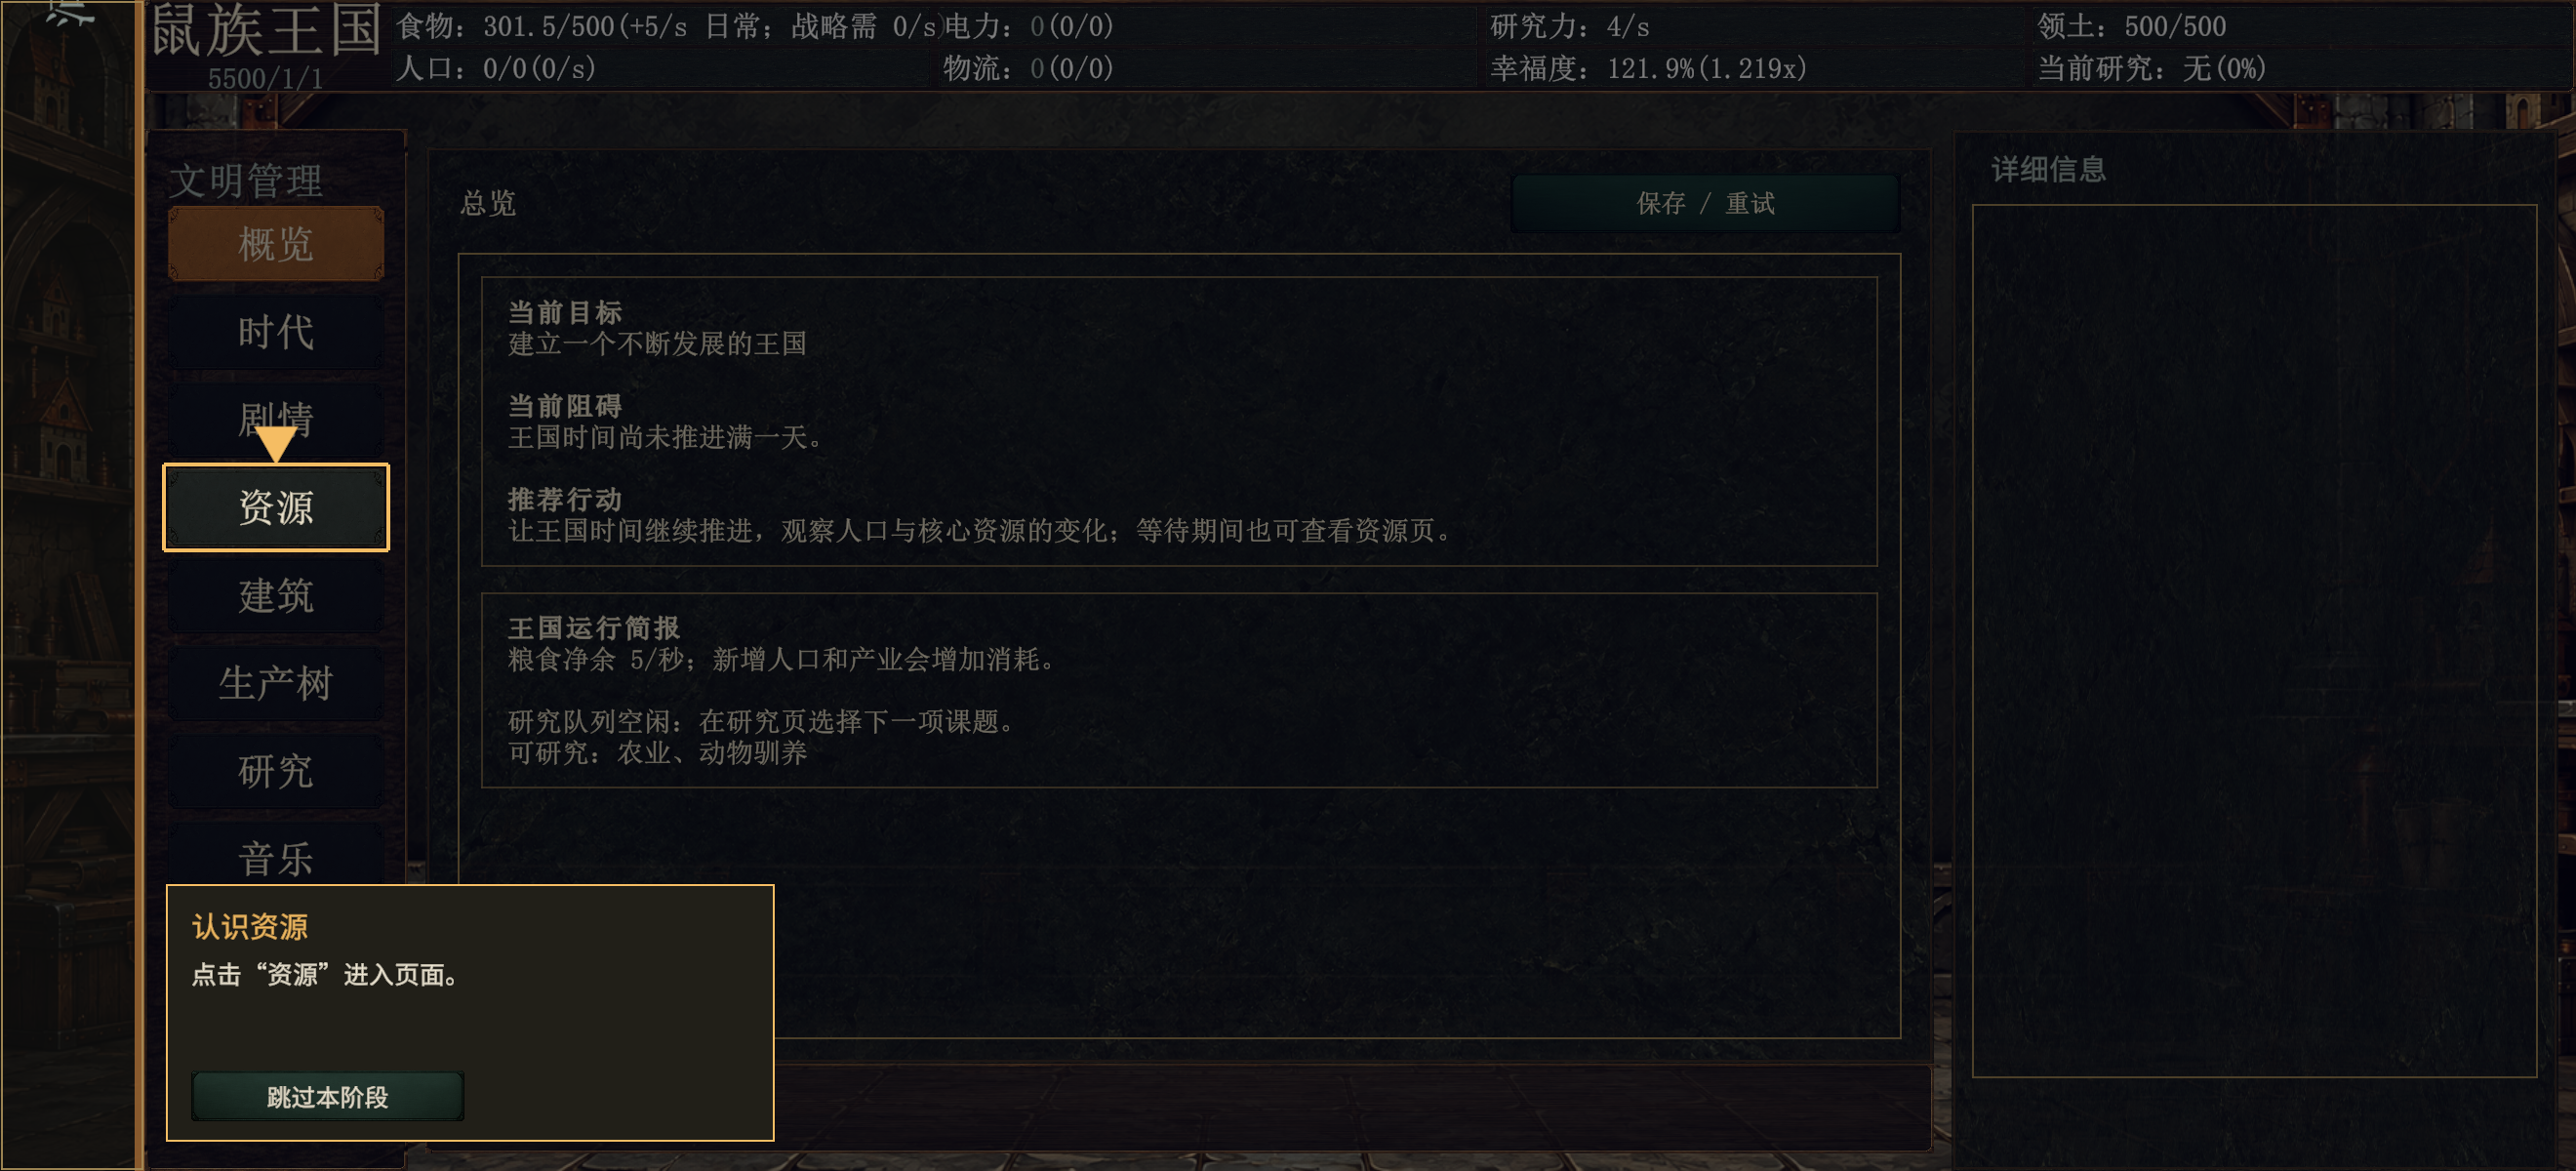 鼠族王国
5500/1/1
食物: 301.5/500(+5/s 日常; 战略需 0/s)
电力: 0(0/0)
研究力: 4/s
领土: 500/500
人口: 0/0(0/s)
物流: 0(0/0)
幸福度: 121.9%(1.219x)
当前研究: 无(0%)
文明管理
概览
时代
剧情
资源
建筑
生产树
研究
音乐
总览
保存 / 重试
当前目标
建立一个不断发展的王国
当前阻碍
王国时间尚未推进满一天。
推荐行动
让王国时间继续推进，观察人口与核心资源的变化；等待期间也可查看资源页。
王国运行简报
粮食净余 5/秒；新增人口和产业会增加消耗。
研究队列空闲：在研究页选择下一项课题。
可研究：农业、动物驯养
详细信息
认识资源
点击“资源”进入页面。
跳过本阶段